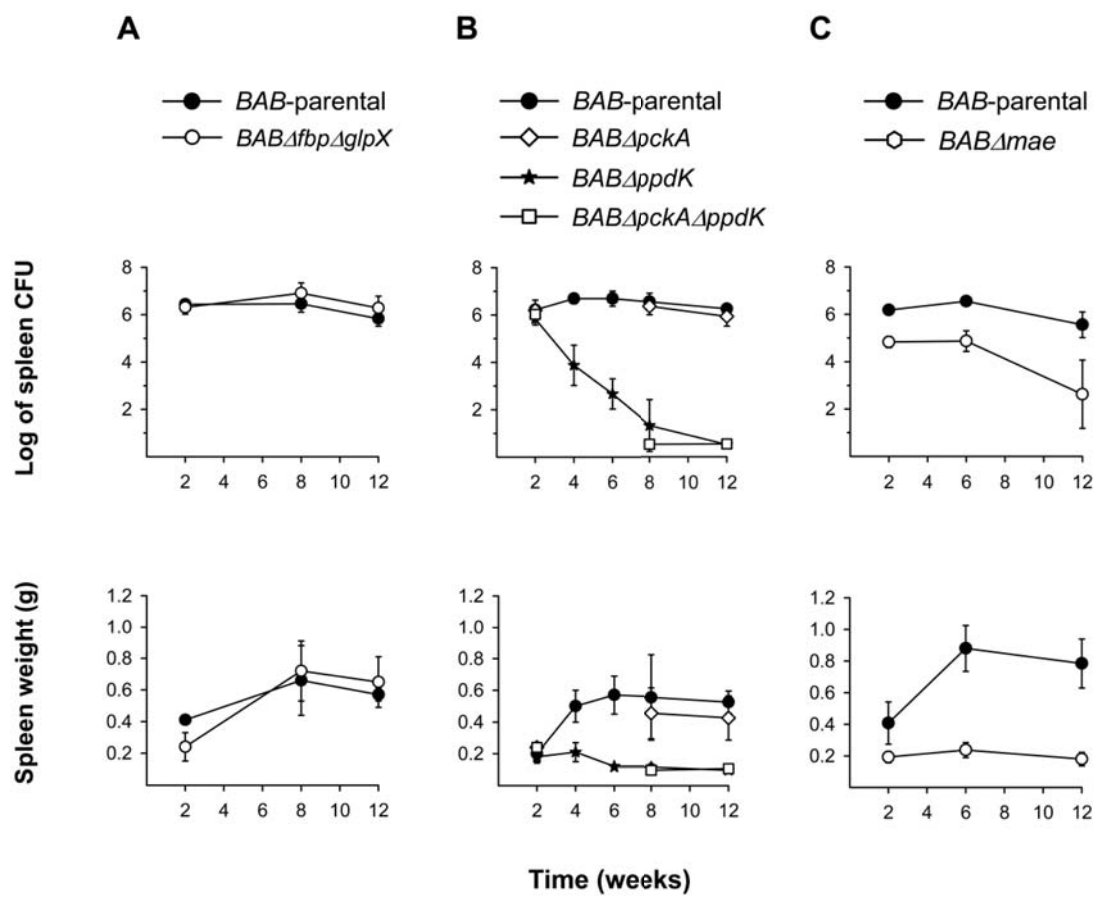 A
BAB-parental
BABΔfbpΔglpX
B
BAB-parental
BABΔpckA
BABΔppdK
BABΔpckAΔppdK
C
BAB-parental
BABΔmae
Log of spleen CFU
8
6
4
2
2 4 6 8 10 12
8
6
4
2
2 4 6 8 10 12
8
6
4
2
2 4 6 8 10 12
Spleen weight (g)
1.2
1.0
0.8
0.6
0.4
0.2
2 4 6 8 10 12
1.2
1.0
0.8
0.6
0.4
0.2
2 4 6 8 10 12
1.2
1.0
0.8
0.6
0.4
0.2
2 4 6 8 10 12
Time (weeks)